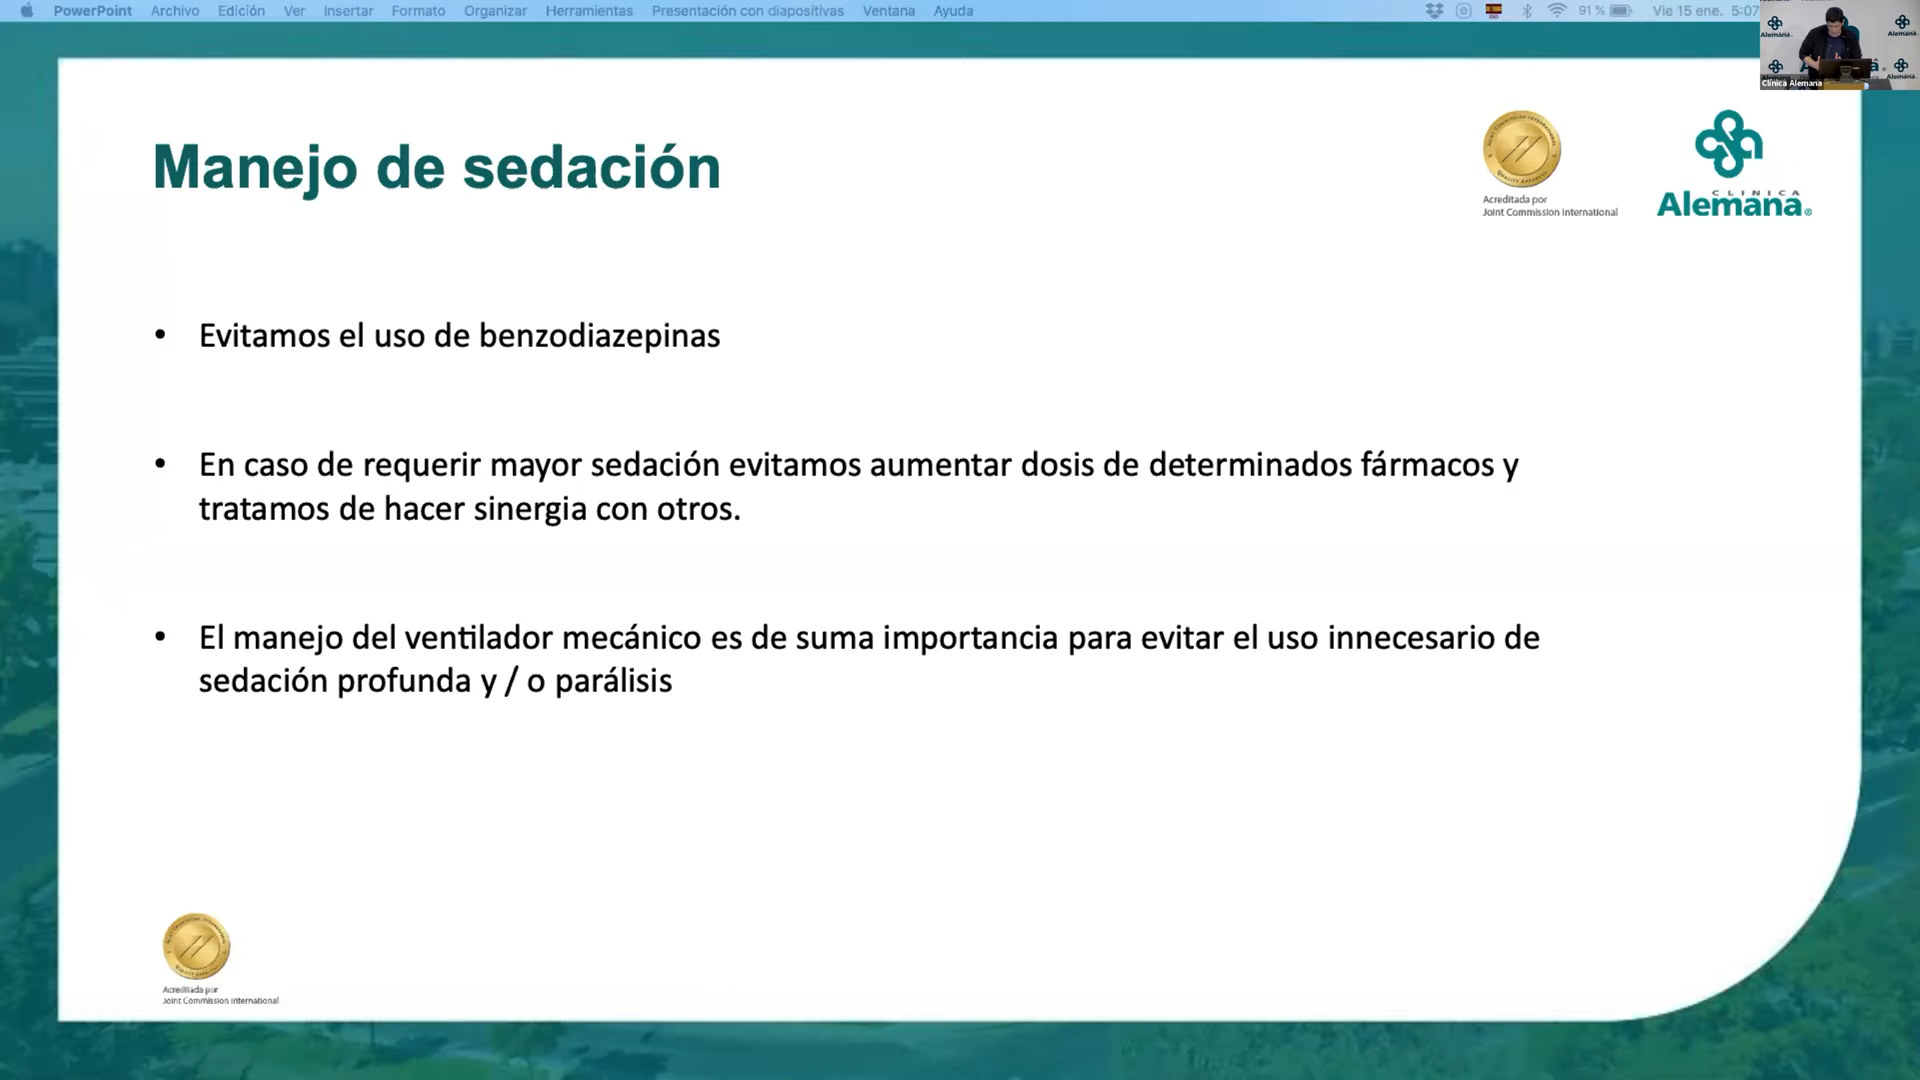 PowerPoint Archivo Edición Ver Insertar Formato Organizar Herramientas Presentación con diapositivas Ventana Ayuda 91 % Vie 15 ene. 5:07
Alemana
Alemana
Alemana
Clínica Alemana
Manejo de sedación
Acreditada por
Joint Commission International
CLINICA
Alemana®
• Evitamos el uso de benzodiazepinas
• En caso de requerir mayor sedación evitamos aumentar dosis de determinados fármacos y
tratamos de hacer sinergia con otros.
• El manejo del ventilador mecánico es de suma importancia para evitar el uso innecesario de
sedación profunda y / o parálisis
Acreditada por
Joint Commission International